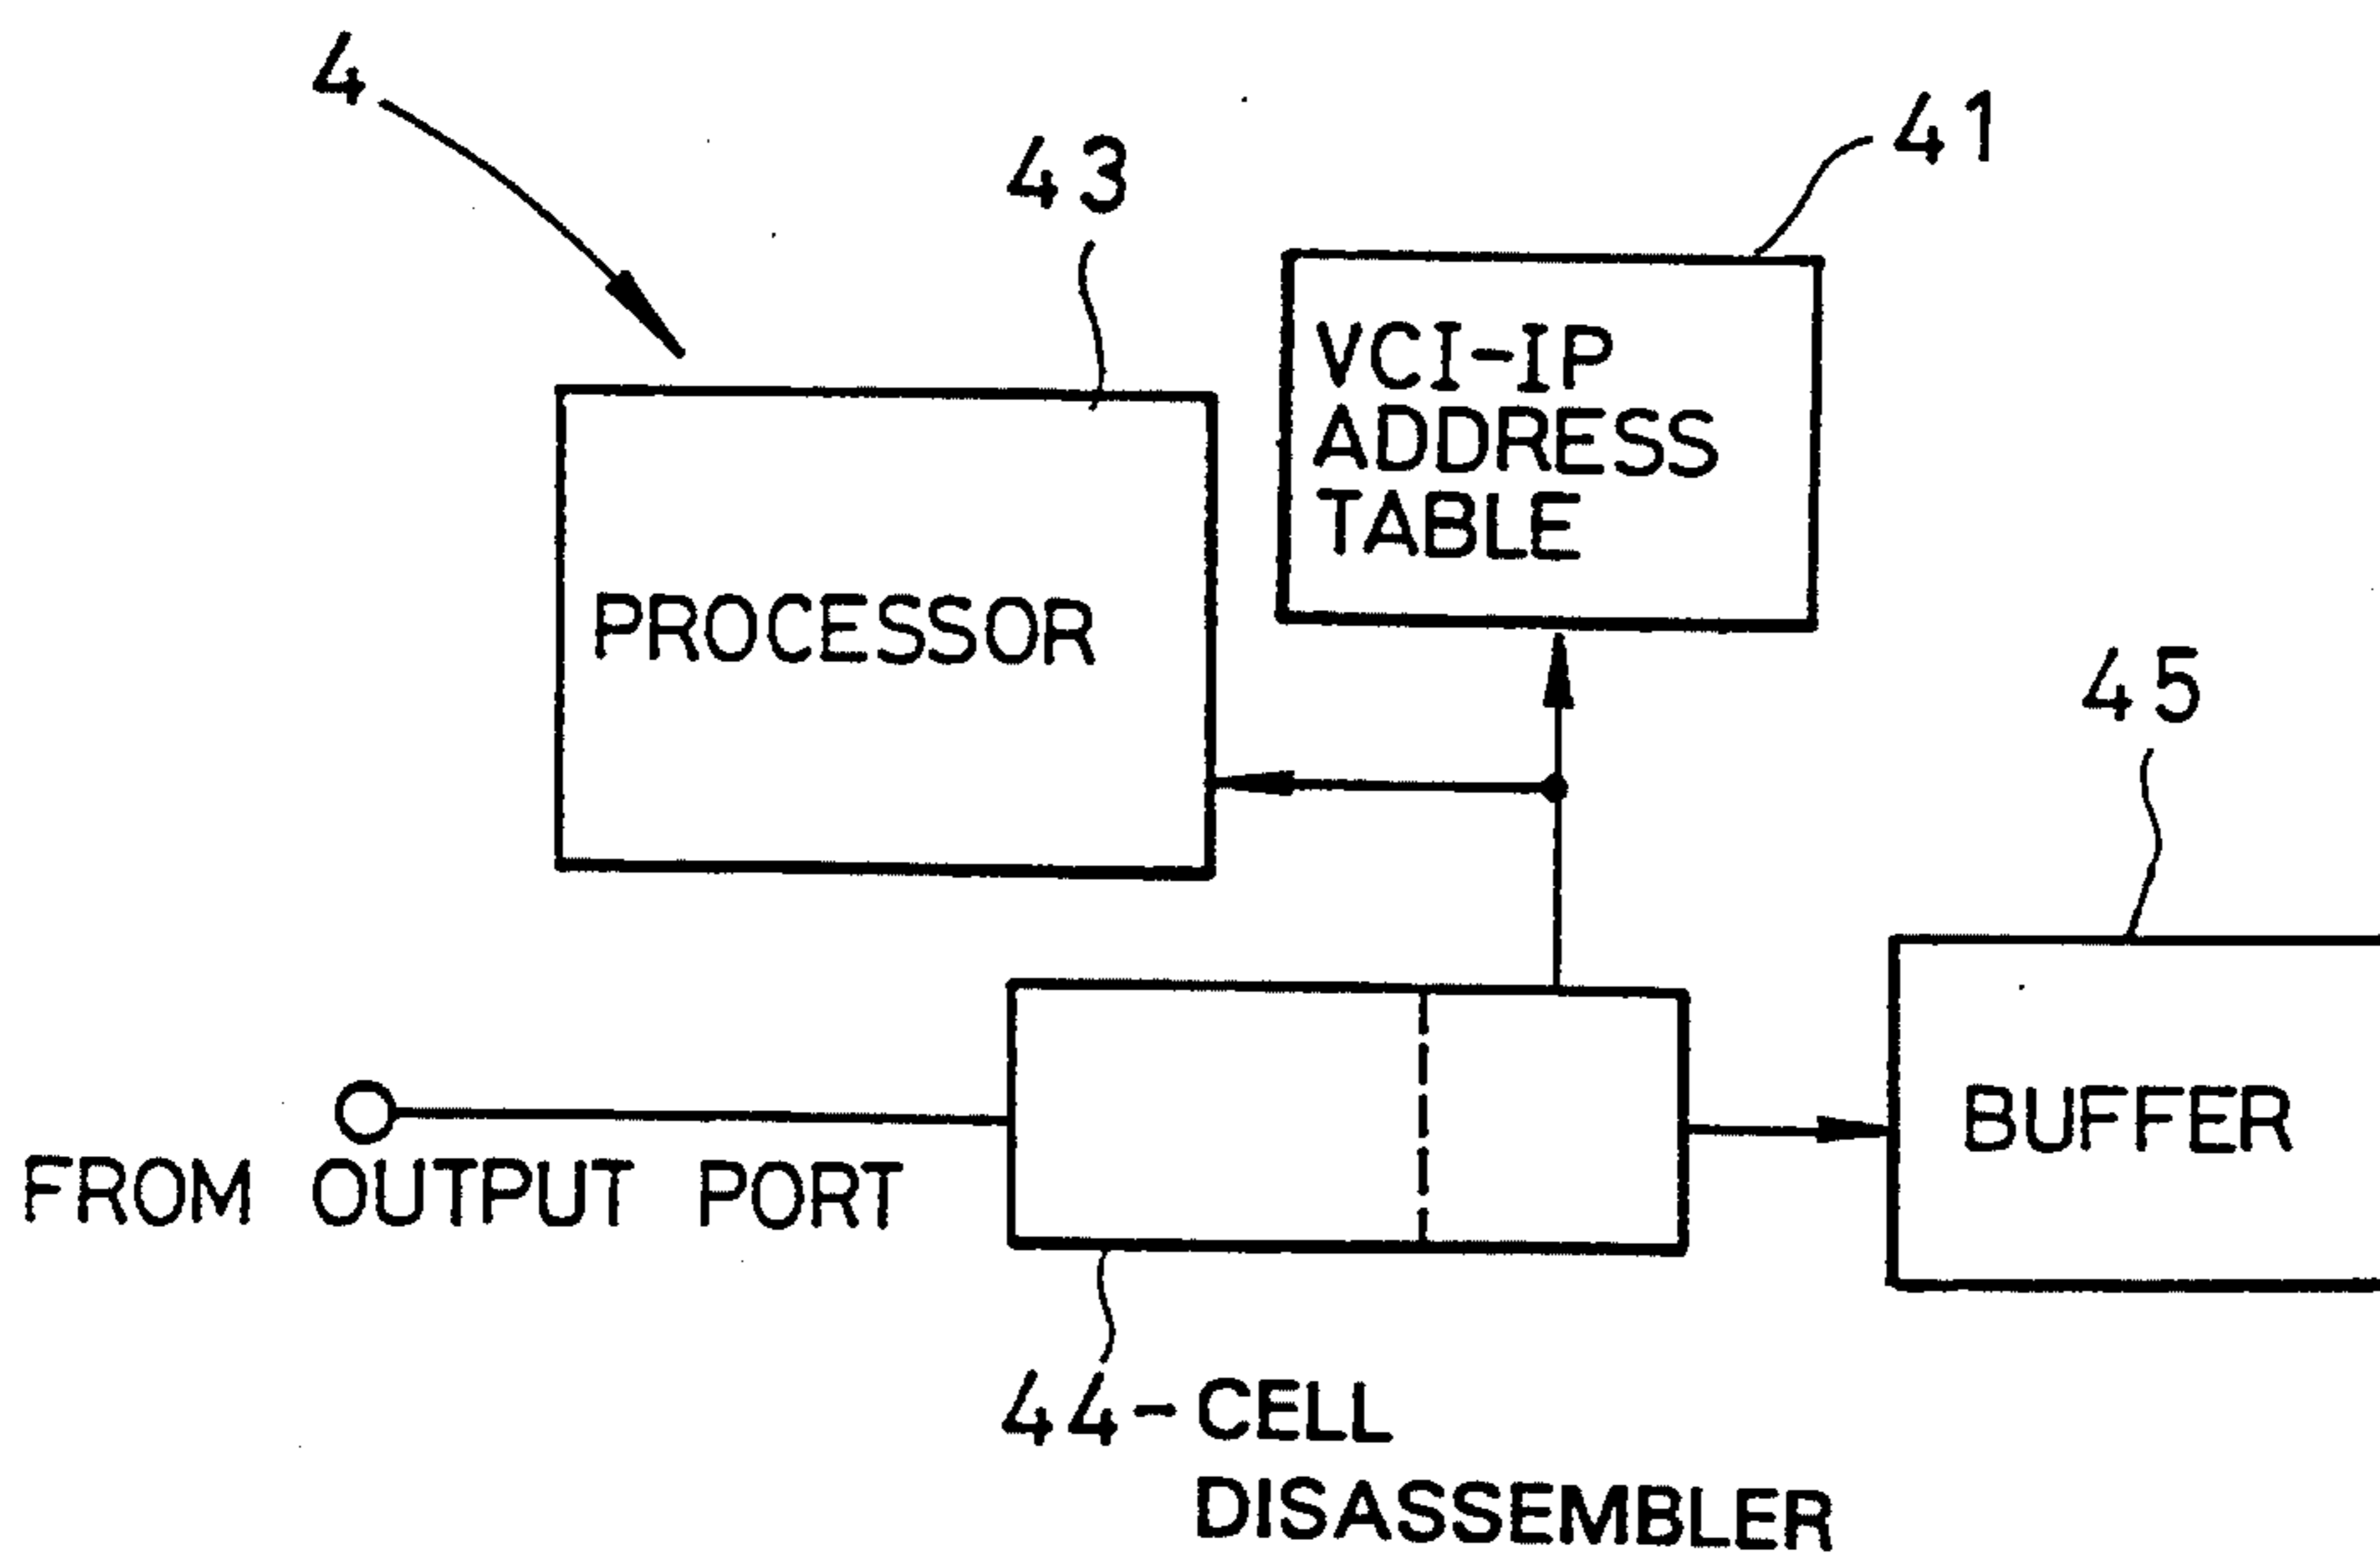 4
43
41
VCI-IP
ADDRESS
TABLE
PROCESSOR
45
BUFFER
FROM OUTPUT PORT
44-CELL
DISASSEMBLER